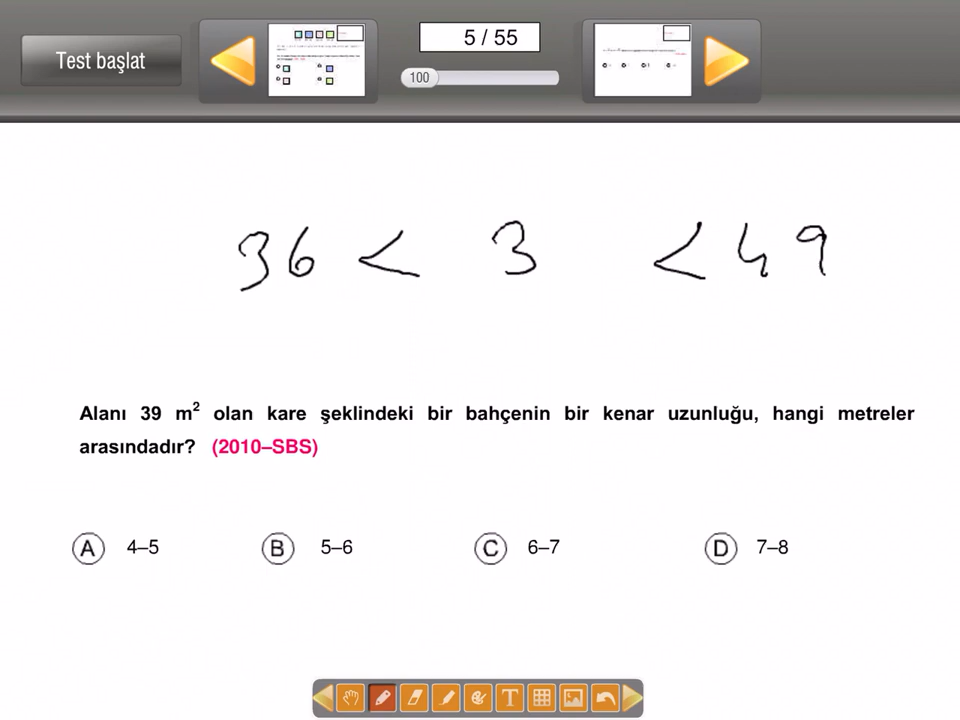 Test başlat
5 / 55
100
36 < 3 < 49
Alanı 39 m² olan kare şeklindeki bir bahçenin bir kenar uzunluğu, hangi metreler
arasındadır? (2010–SBS)
A 4–5 B 5–6 C 6–7 D 7–8
T